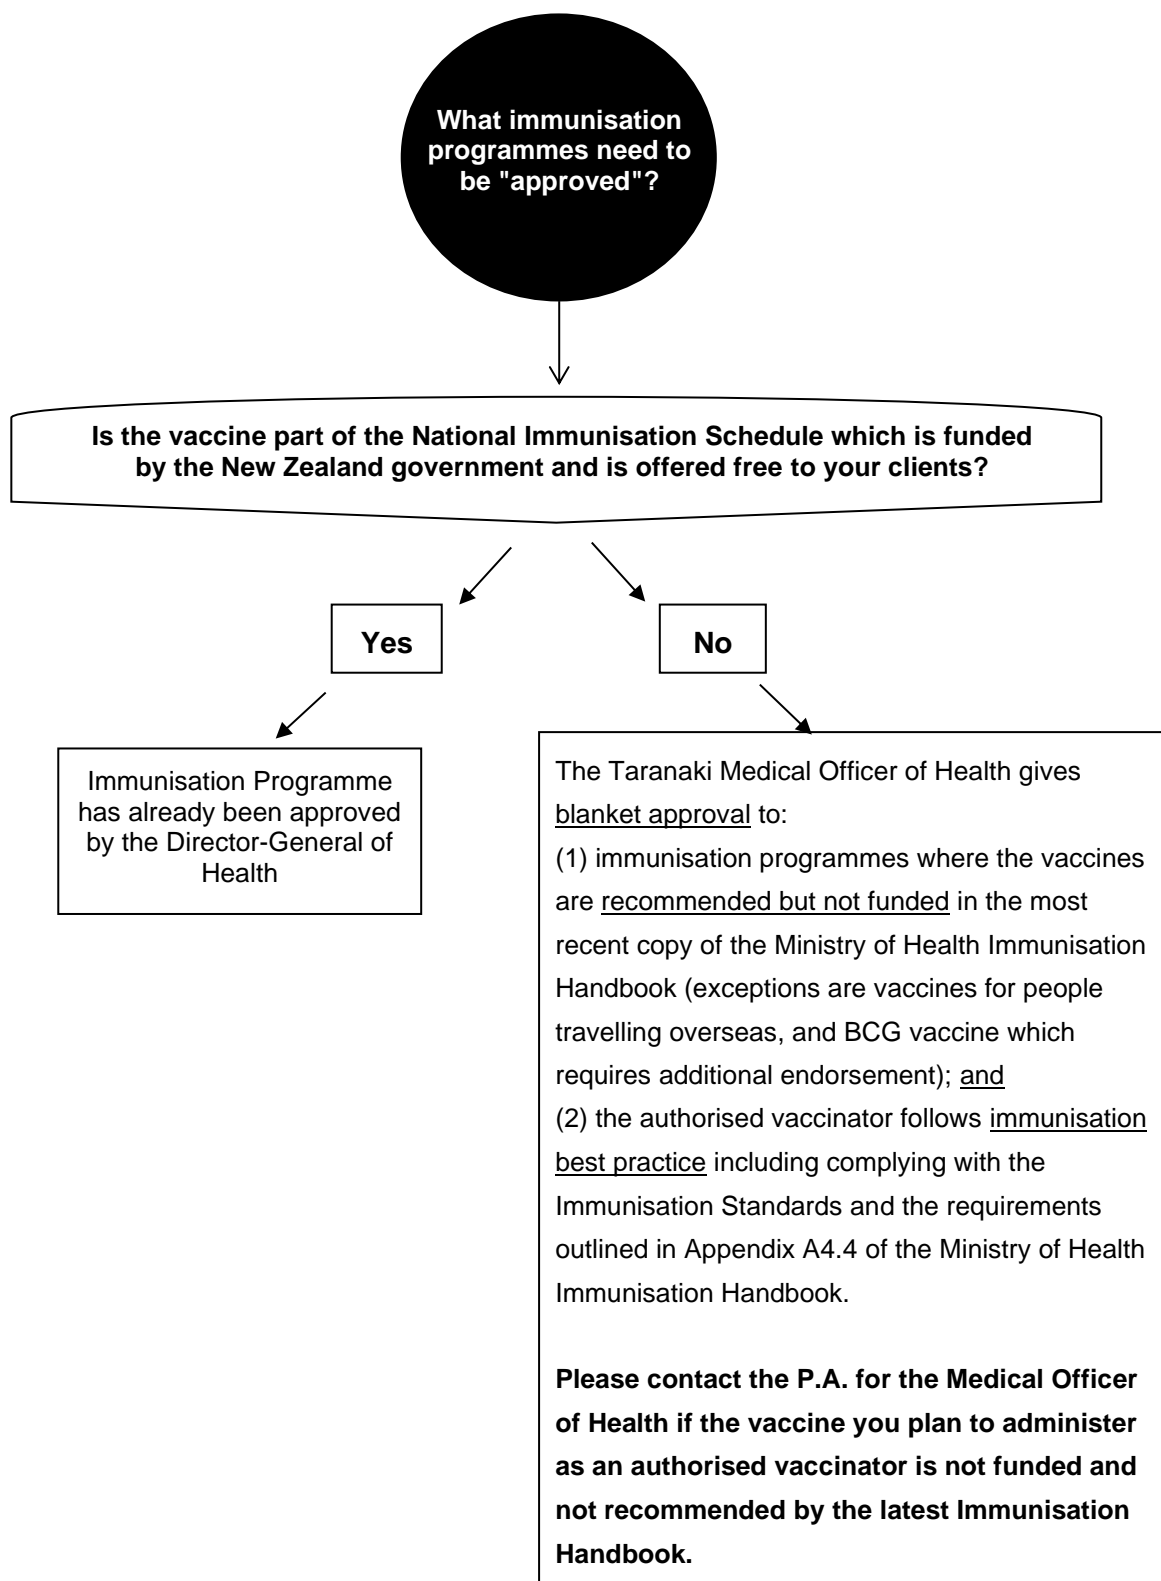 What immunisation
programmes need to
be "approved"?
Is the vaccine part of the National Immunisation Schedule which is funded
by the New Zealand government and is offered free to your clients?
Yes
No
Immunisation Programme
has already been approved
by the Director-General of
Health
The Taranaki Medical Officer of Health gives
blanket approval to:
(1) immunisation programmes where the vaccines
are recommended but not funded in the most
recent copy of the Ministry of Health Immunisation
Handbook (exceptions are vaccines for people
travelling overseas, and BCG vaccine which
requires additional endorsement); and
(2) the authorised vaccinator follows immunisation
best practice including complying with the
Immunisation Standards and the requirements
outlined in Appendix A4.4 of the Ministry of Health
Immunisation Handbook.
Please contact the P.A. for the Medical Officer
of Health if the vaccine you plan to administer
as an authorised vaccinator is not funded and
not recommended by the latest Immunisation
Handbook.